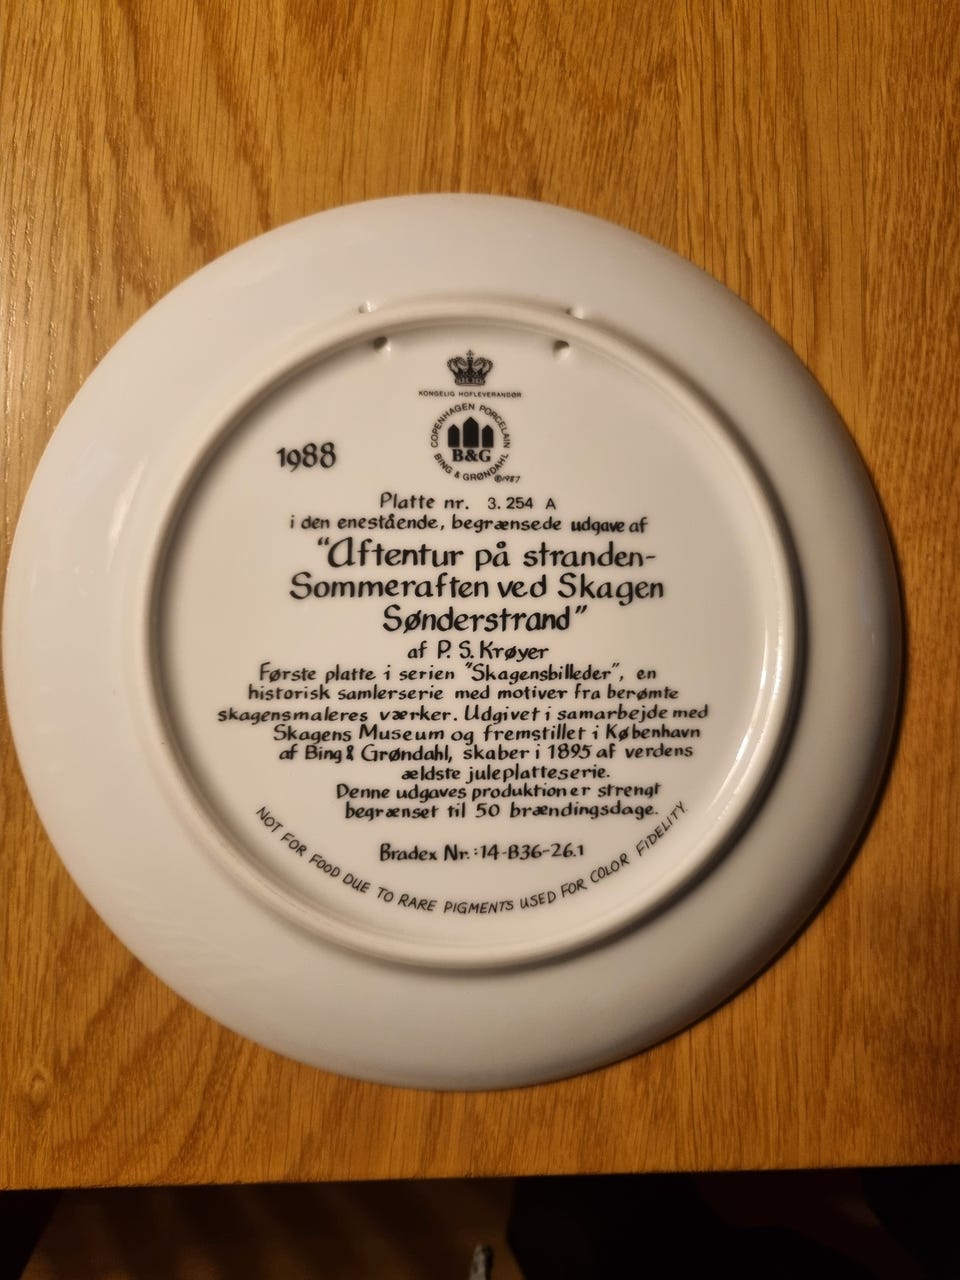 KONGELIG HOFLEVERANDØR
COPENHAGEN PORCELAIN
B&G
BING & GRØNDAHL
©1987
1988
Platte nr. 3.254 A
i den enestående, begrænsede udgave af
"Aftentur på stranden-
Sommeraften ved Skagen
Sønderstrand"
af P. S. Krøyer
Første platte i serien "Skagensbilleder", en
historisk samlerserie med motiver fra berømte
skagensmaleres værker. Udgivet i samarbejde med
Skagens Museum og fremstillet i København
af Bing & Grøndahl, skaber i 1895 af verdens
ældste juleplatteserie.
Denne udgaves produktion er strengt
begrænset til 50 brændingsdage.
Bradex Nr.:14-B36-26.1
NOT FOR FOOD DUE TO RARE PIGMENTS USED FOR COLOR FIDELITY.